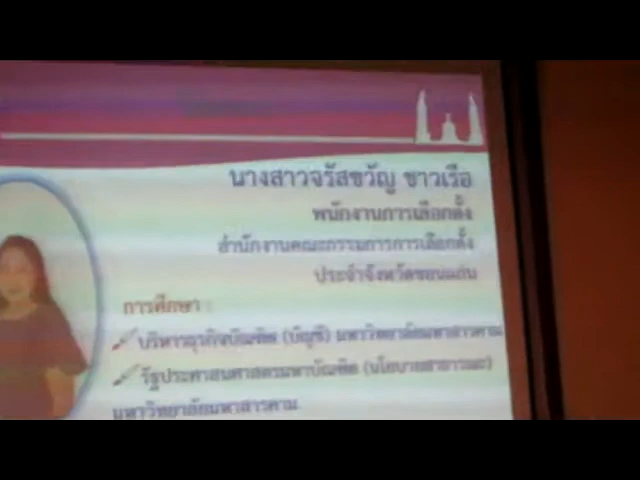 นางสาวจรัสขวัญ ชาวเรือ
พนักงานการเลือกตั้ง
สำนักงานคณะกรรมการการเลือกตั้ง
ประจำจังหวัดขอนแก่น
การศึกษา :
บริหารธุรกิจบัณฑิต (บัญชี) มหาวิทยาลัยมหาสารคาม
รัฐประศาสนศาสตรมหาบัณฑิต (นโยบายสาธารณะ)
มหาวิทยาลัยมหาสารคาม